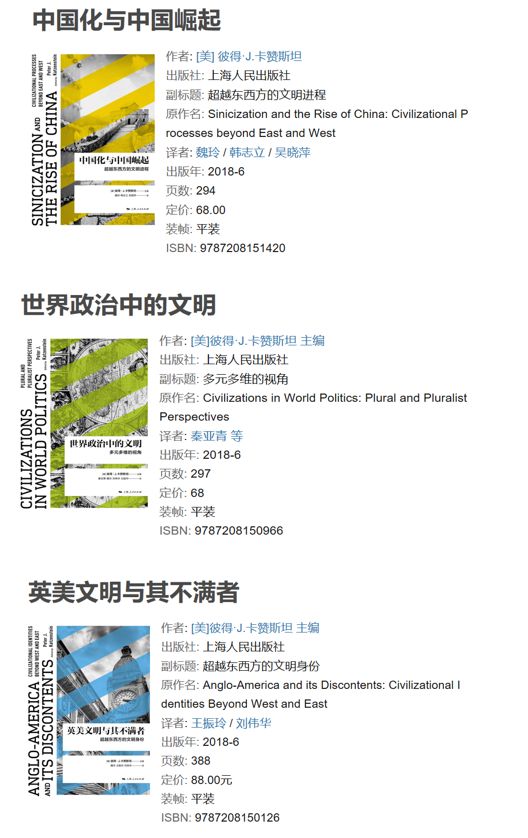 中国化与中国崛起
作者: [美] 彼得·J.卡赞斯坦
出版社: 上海人民出版社
副标题: 超越东西方的文明进程
原作名: Sinicization and the Rise of China: Civilizational P
rocesses beyond East and West
译者: 魏玲 / 韩志立 / 吴晓萍
出版年: 2018-6
页数: 294
定价: 68.00
装帧: 平装
ISBN: 9787208151420
SINICIZATION AND
THE RISE OF CHINA
CIVILIZATIONAL PROCESSES
BEYOND EAST AND WEST
Peter J.
Katzenstein
中国化与中国崛起
超越东西方的文明进程
世界政治中的文明
作者: [美]彼得·J.卡赞斯坦 主编
出版社: 上海人民出版社
副标题: 多元多维的视角
原作名: Civilizations in World Politics: Plural and Pluralist
Perspectives
译者: 秦亚青 等
出版年: 2018-6
页数: 297
定价: 68
装帧: 平装
ISBN: 9787208150966
CIVILIZATIONS
IN WORLD POLITICS
PLURAL AND
PLURALIST PERSPECTIVES
Peter J.
Katzenstein
世界政治中的文明
多元多维的视角
英美文明与其不满者
作者: [美]彼得·J.卡赞斯坦 主编
出版社: 上海人民出版社
副标题: 超越东西方的文明身份
原作名: Anglo-America and its Discontents: Civilizational I
dentities Beyond West and East
译者: 王振玲 / 刘伟华
出版年: 2018-6
页数: 388
定价: 88.00元
装帧: 平装
ISBN: 9787208150126
ANGLO-AMERICA
AND ITS DISCONTENTS
CIVILIZATIONAL IDENTITIES
BEYOND WEST AND EAST
Peter J.
Katzenstein
英美文明与其不满者
超越东西方的文明身份